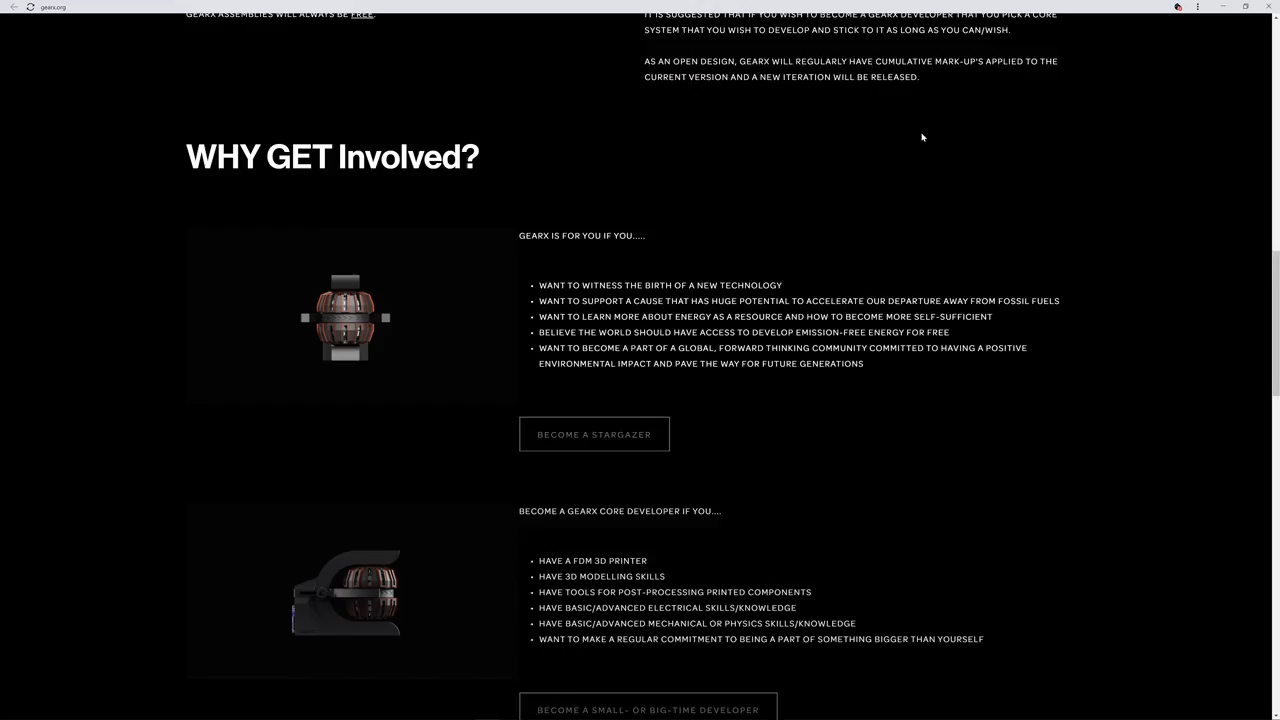 gearx.org
GEARX ASSEMBLIES WILL ALWAYS BE FREE.
IT IS SUGGESTED THAT IF YOU WISH TO BECOME A GEARX DEVELOPER THAT YOU PICK A CORE
SYSTEM THAT YOU WISH TO DEVELOP AND STICK TO IT AS LONG AS YOU CAN/WISH.
AS AN OPEN DESIGN, GEARX WILL REGULARLY HAVE CUMULATIVE MARK-UP'S APPLIED TO THE
CURRENT VERSION AND A NEW ITERATION WILL BE RELEASED.
WHY GET Involved?
GEARX IS FOR YOU IF YOU.....
• WANT TO WITNESS THE BIRTH OF A NEW TECHNOLOGY
• WANT TO SUPPORT A CAUSE THAT HAS HUGE POTENTIAL TO ACCELERATE OUR DEPARTURE AWAY FROM FOSSIL FUELS
• WANT TO LEARN MORE ABOUT ENERGY AS A RESOURCE AND HOW TO BECOME MORE SELF-SUFFICIENT
• BELIEVE THE WORLD SHOULD HAVE ACCESS TO DEVELOP EMISSION-FREE ENERGY FOR FREE
• WANT TO BECOME A PART OF A GLOBAL, FORWARD THINKING COMMUNITY COMMITTED TO HAVING A POSITIVE
ENVIRONMENTAL IMPACT AND PAVE THE WAY FOR FUTURE GENERATIONS
BECOME A STARGAZER
BECOME A GEARX CORE DEVELOPER IF YOU....
• HAVE A FDM 3D PRINTER
• HAVE 3D MODELLING SKILLS
• HAVE TOOLS FOR POST-PROCESSING PRINTED COMPONENTS
• HAVE BASIC/ADVANCED ELECTRICAL SKILLS/KNOWLEDGE
• HAVE BASIC/ADVANCED MECHANICAL OR PHYSICS SKILLS/KNOWLEDGE
• WANT TO MAKE A REGULAR COMMITMENT TO BEING A PART OF SOMETHING BIGGER THAN YOURSELF
BECOME A SMALL- OR BIG-TIME DEVELOPER